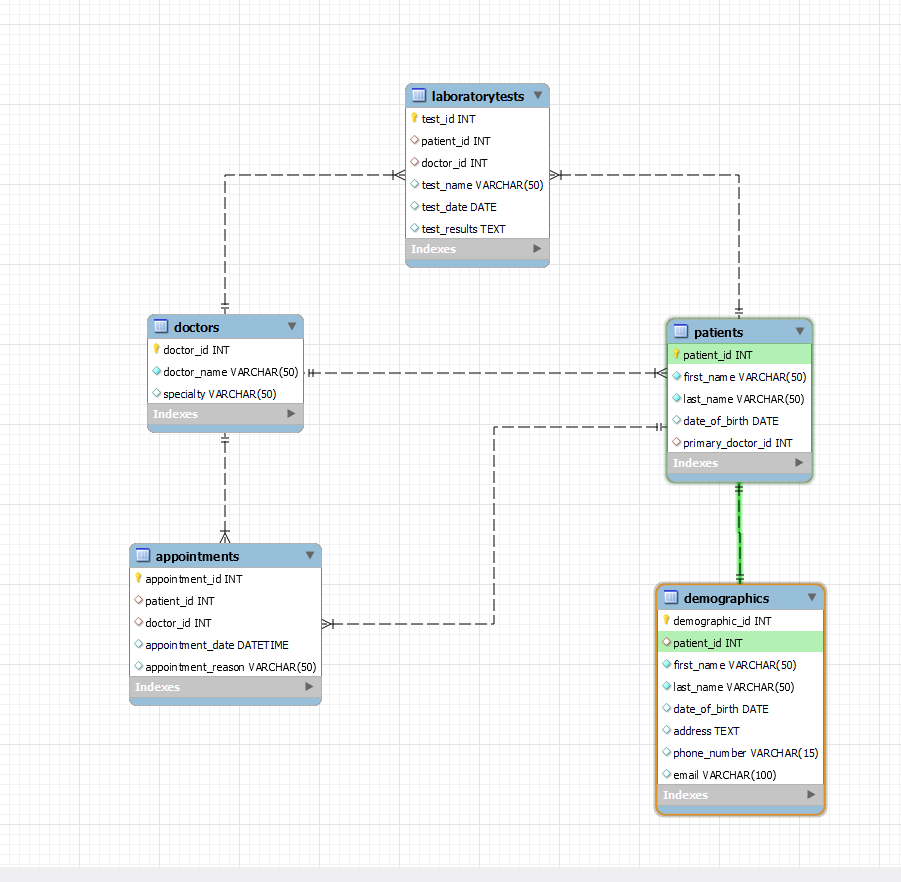 laboratorytests
test_id INT
patient_id INT
doctor_id INT
test_name VARCHAR(50)
test_date DATE
test_results TEXT
Indexes
doctors
doctor_id INT
doctor_name VARCHAR(50)
specialty VARCHAR(50)
Indexes
patients
patient_id INT
first_name VARCHAR(50)
last_name VARCHAR(50)
date_of_birth DATE
primary_doctor_id INT
Indexes
appointments
appointment_id INT
patient_id INT
doctor_id INT
appointment_date DATETIME
appointment_reason VARCHAR(50)
Indexes
demographics
demographic_id INT
patient_id INT
first_name VARCHAR(50)
last_name VARCHAR(50)
date_of_birth DATE
address TEXT
phone_number VARCHAR(15)
email VARCHAR(100)
Indexes